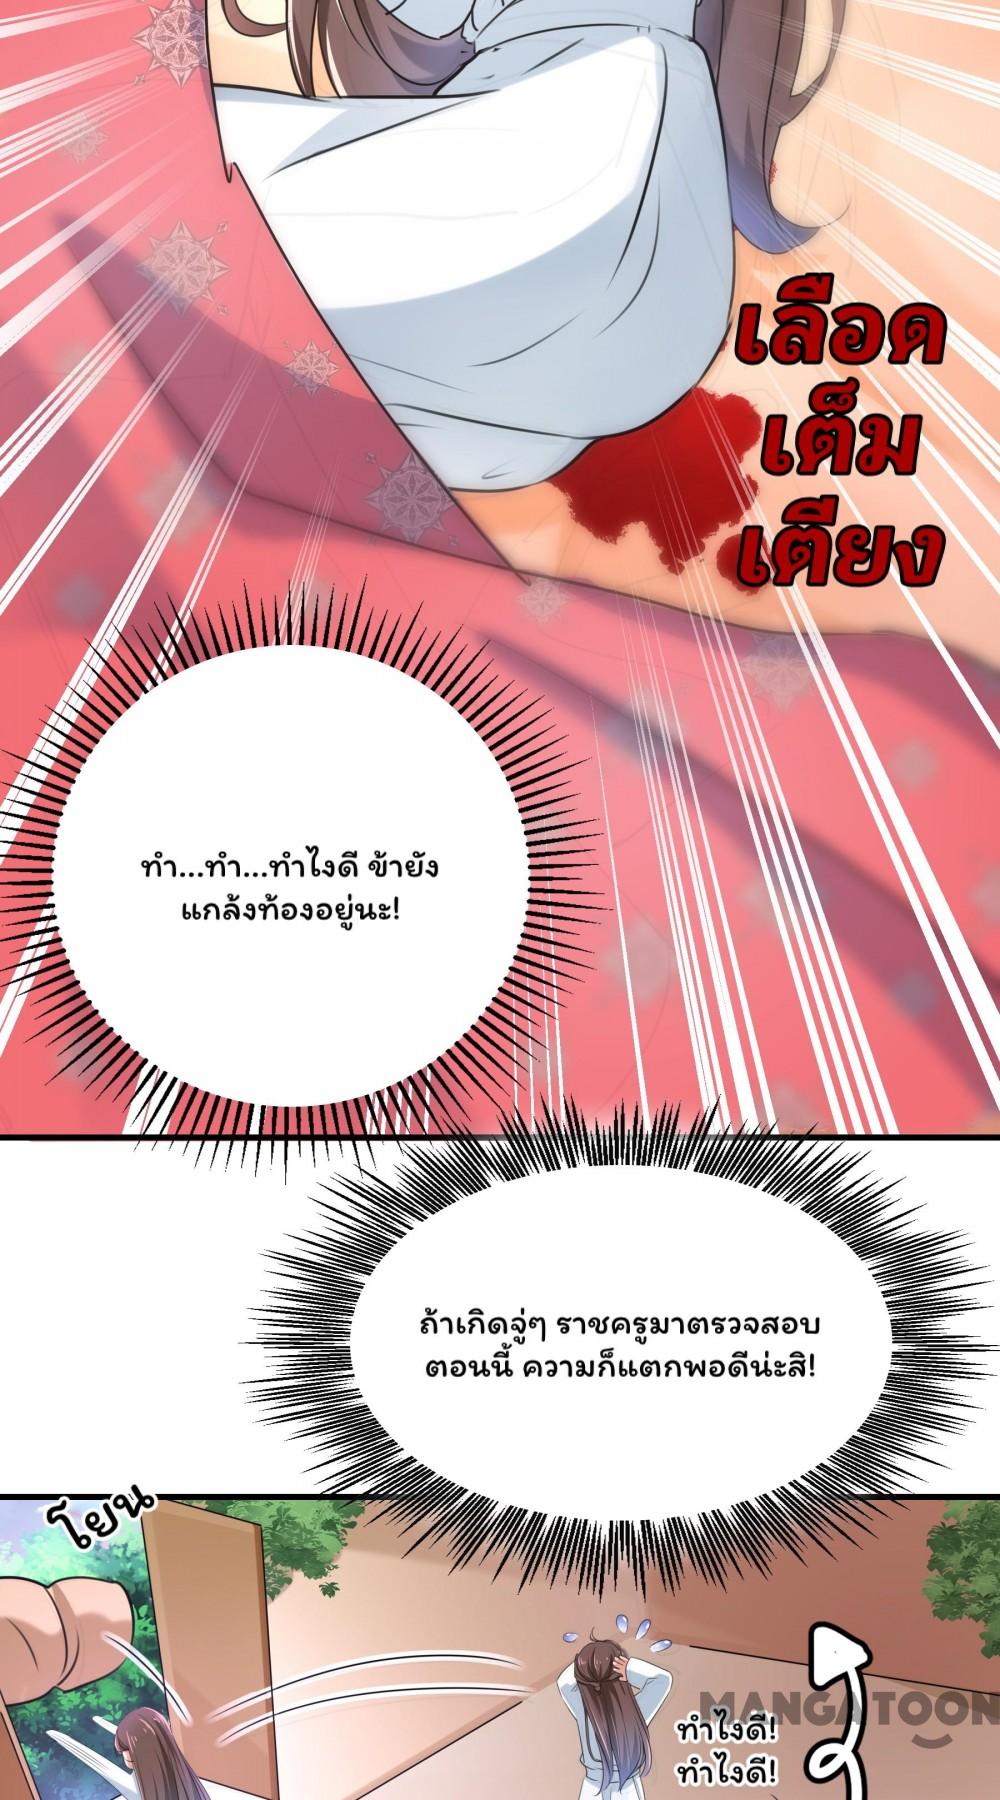 เลือด
เต็ม
เตียง
ทำ...ทำ...ทำไงดี ข้ายัง
แกล้งท้องอยู่นะ!
ถ้าเกิดจู่ๆ ราชครูมาตรวจสอบ
ตอนนี้ ความก็แตกพอดีน่ะสิ!
โยน
MANGATOON
ทำไงดี!
ทำไงดี!